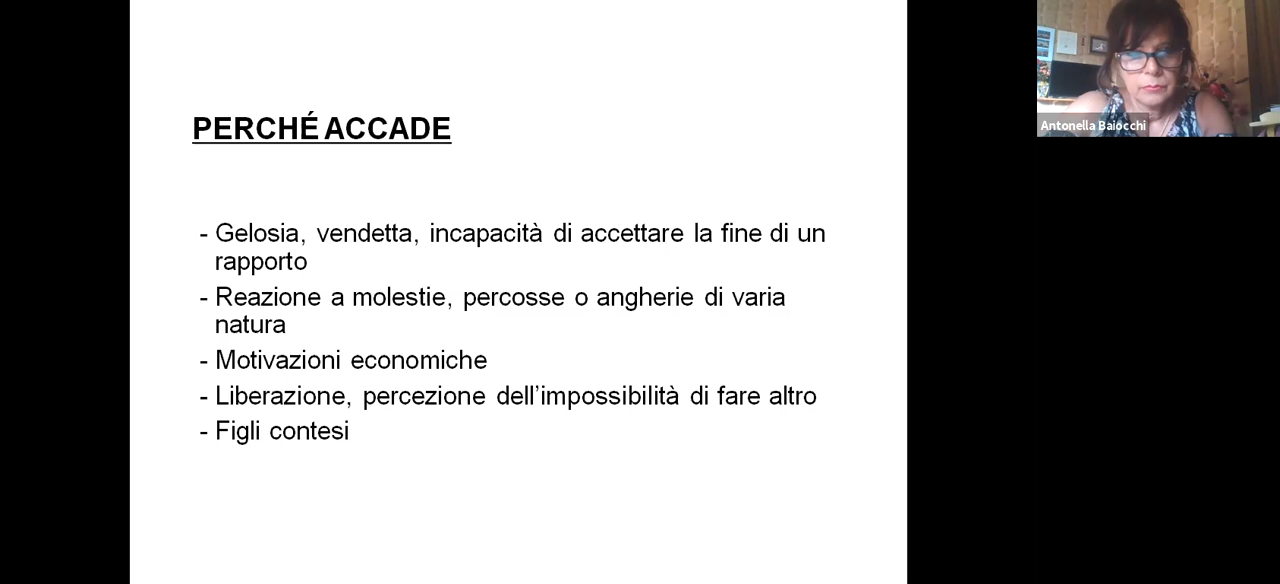 PERCHÉ ACCADE
- Gelosia, vendetta, incapacità di accettare la fine di un
rapporto
- Reazione a molestie, percosse o angherie di varia
natura
- Motivazioni economiche
- Liberazione, percezione dell’impossibilità di fare altro
- Figli contesi
Antonella Baiocchi